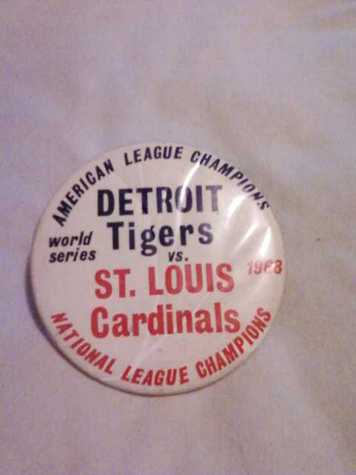 AMERICAN LEAGUE CHAMPIONS
DETROIT
world series
Tigers
vs.
ST. LOUIS
1968
Cardinals
NATIONAL LEAGUE CHAMPIONS